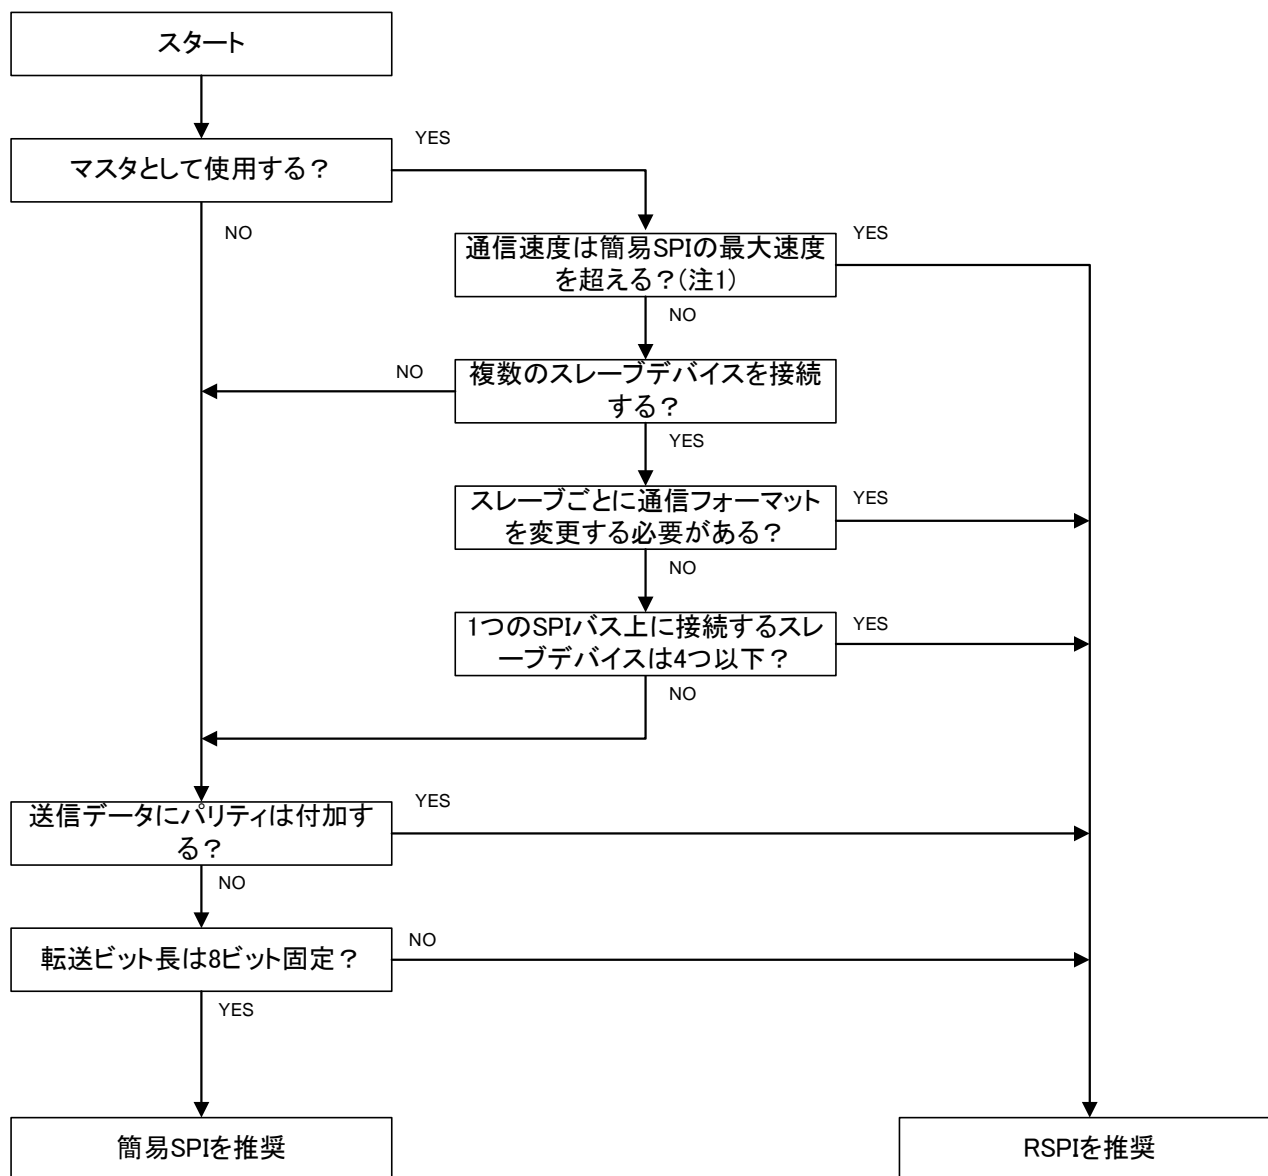 スタート
マスタとして使用する？
YES
NO
通信速度は簡易SPIの最大速度
を超える？(注1)
YES
NO
複数のスレーブデバイスを接続
する？
NO
YES
スレーブごとに通信フォーマット
を変更する必要がある？
YES
NO
1つのSPIバス上に接続するスレ
ーブデバイスは4つ以下？
YES
NO
送信データにパリティは付加す
る？
YES
NO
転送ビット長は8ビット固定？
NO
YES
簡易SPIを推奨
RSPIを推奨